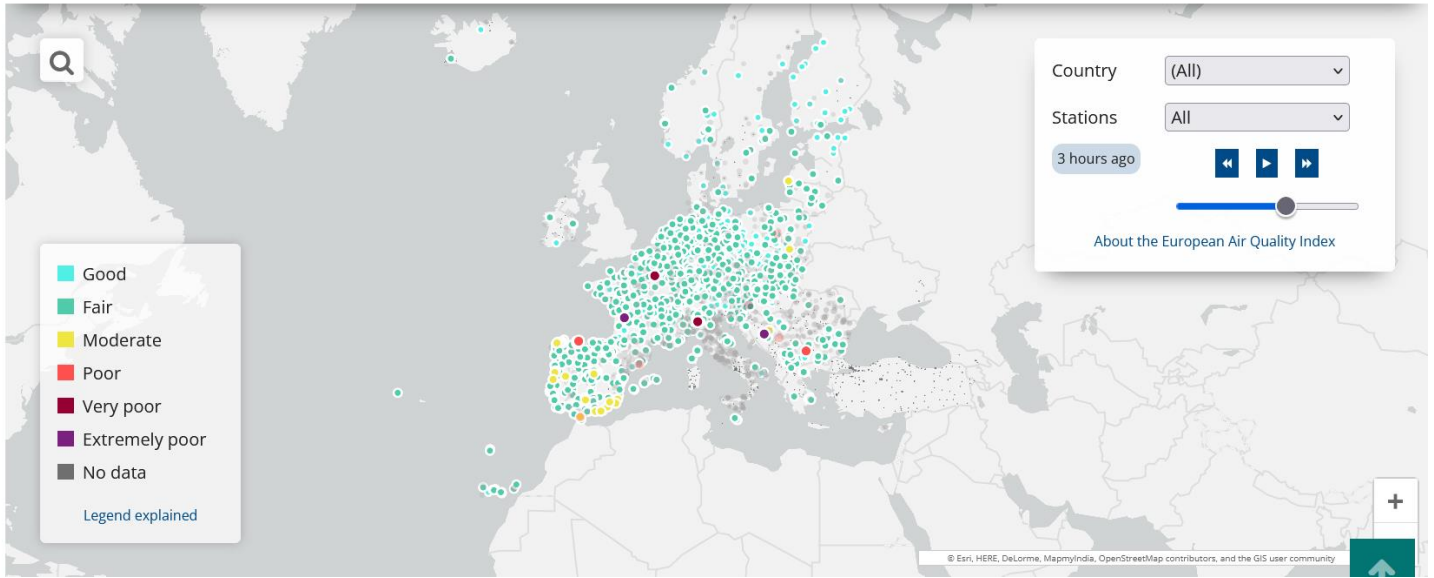 Country
(All)
Stations
All
3 hours ago
About the European Air Quality Index
Good
Fair
Moderate
Poor
Very poor
Extremely poor
No data
Legend explained
+
© Esri, HERE, DeLorme, MapmyIndia, OpenStreetMap contributors, and the GIS user community